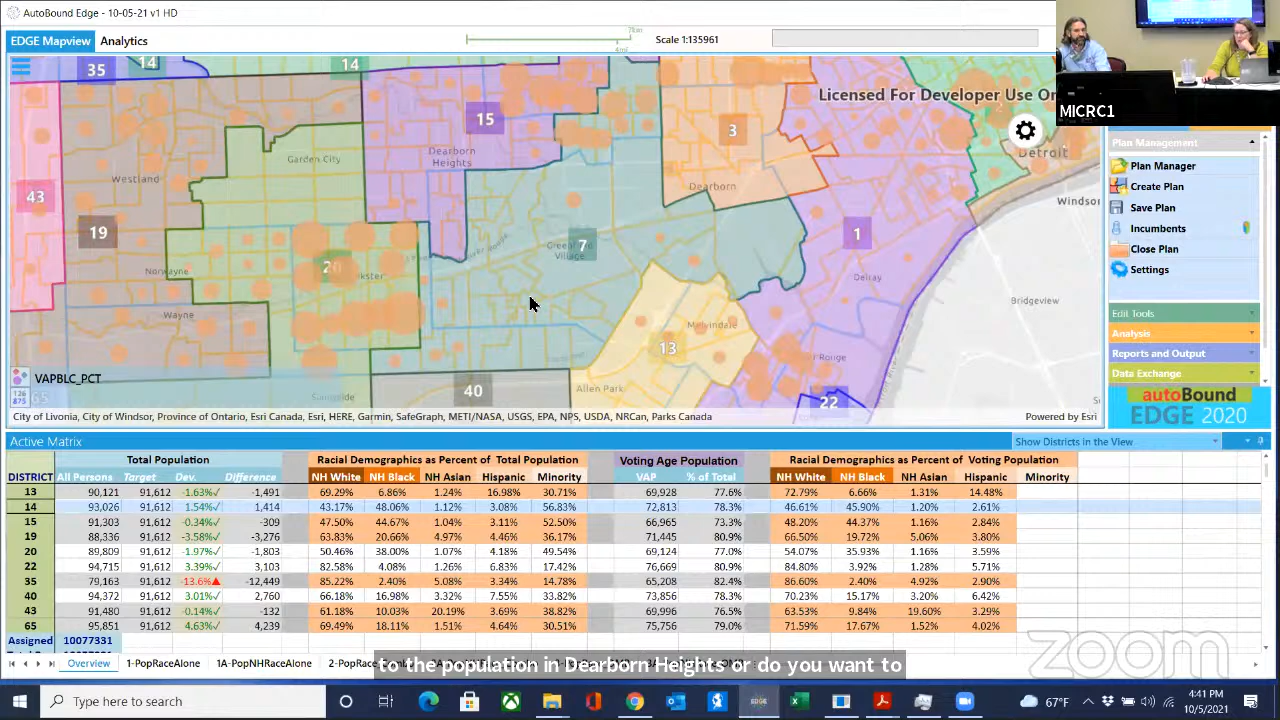 AutoBound Edge - 10-05-21 v1 HD
EDGE Mapview Analytics
Scale 1:135961
MICRC1
Licensed For Developer Use On
35 14 14
15 3
Dearborn Heights
Garden City
Westland
Dearborn
Detroit
43
19
7
1
Windsor
20
Norwayne
Delray
Wayne
Melvindale
Bridgeview
13
Rouge
40
Allen Park
22
VAPBLC_PCT
City of Livonia, City of Windsor, Province of Ontario, Esri Canada, Esri, HERE, Garmin, SafeGraph, METI/NASA, USGS, EPA, NPS, USDA, NRCan, Parks Canada
Powered by Esri
Plan Management
Plan Manager
Create Plan
Save Plan
Incumbents
Close Plan
Settings
Edit Tools
Analysis
Reports and Output
Data Exchange
autoBound
EDGE 2020
Active Matrix
Show Districts in the View
Total Population Racial Demographics as Percent of Total Population Voting Age Population Racial Demographics as Percent of Voting Population
DISTRICT All Persons Target Dev. Difference NH White NH Black NH Asian Hispanic Minority VAP % of Total NH White NH Black NH Asian Hispanic Minority
13 90,121 91,612 -1.63%✓ -1,491 69.29% 6.86% 1.24% 16.98% 30.71% 69,928 77.6% 72.79% 6.66% 1.31% 14.48%
14 93,026 91,612 1.54%✓ 1,414 43.17% 48.06% 1.12% 3.08% 56.83% 72,813 78.3% 46.61% 45.90% 1.20% 2.61%
15 91,303 91,612 -0.34%✓ -309 47.50% 44.67% 1.04% 3.11% 52.50% 66,965 73.3% 48.20% 44.37% 1.16% 2.84%
19 88,336 91,612 -3.58%✓ -3,276 63.83% 20.66% 4.97% 4.46% 36.17% 71,445 80.9% 66.50% 19.72% 5.06% 3.80%
20 89,809 91,612 -1.97%✓ -1,803 50.46% 38.00% 1.07% 4.18% 49.54% 69,124 77.0% 54.07% 35.93% 1.16% 3.59%
22 94,715 91,612 3.39%✓ 3,103 82.58% 4.08% 1.26% 6.83% 17.42% 76,669 80.9% 84.80% 3.92% 1.28% 5.71%
35 79,163 91,612 -13.6%▲ -12,449 85.22% 2.40% 5.08% 3.34% 14.78% 65,208 82.4% 86.60% 2.40% 4.92% 2.90%
40 94,372 91,612 3.01%✓ 2,760 66.18% 16.98% 3.32% 7.55% 33.82% 73,856 78.3% 70.23% 15.17% 3.20% 6.42%
43 91,480 91,612 -0.14%✓ -132 61.18% 10.03% 20.19% 3.69% 38.82% 69,996 76.5% 63.53% 9.84% 19.60% 3.29%
65 95,851 91,612 4.63%✓ 4,239 69.49% 18.11% 1.51% 4.64% 30.51% 75,756 79.0% 71.59% 17.67% 1.52% 4.02%
Assigned 10077331
Overview 1-PopRaceAlone 1A-PopNHRaceAlone
to the population in Dearborn Heights or do you want to
zoom
Type here to search
67°F
4:41 PM
10/5/2021